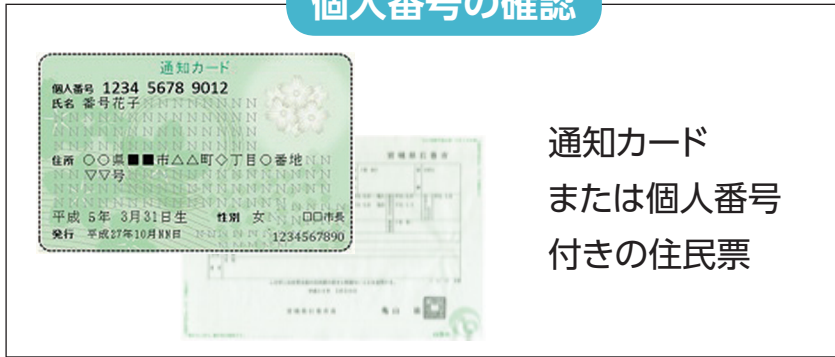 個人番号の確認
通知カード
個人番号 1234 5678 9012
氏名 番号花子
住所 〇〇県■■市△△町◇丁目〇番地
▽▽号
平成 5年 3月31日生 性別 女 □□市長
発行 平成27年10月NN日 1234567890
通知カード
または個人番号
付きの住民票